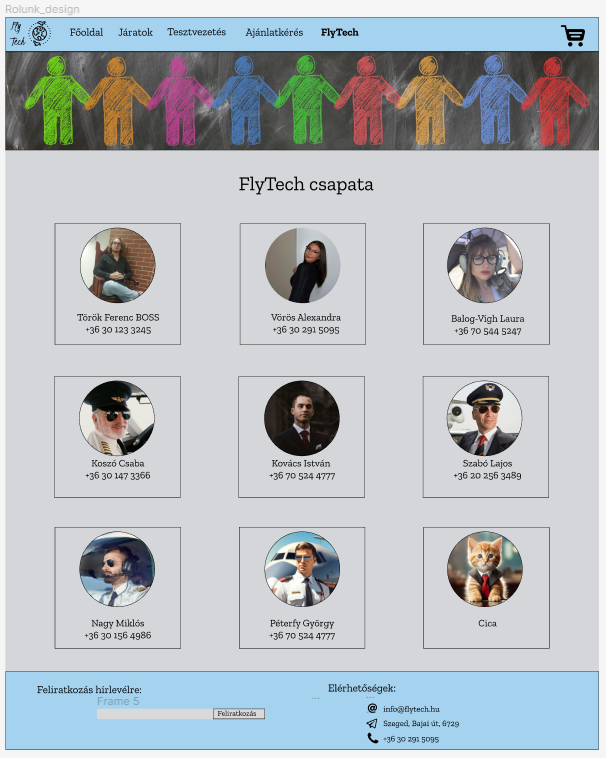 Rolunk_design
Fly
Tech
Főoldal Járatok Tesztvezetés Ajánlatkérés FlyTech
FlyTech csapata
Török Ferenc BOSS
+36 30 123 3245
Vörös Alexandra
+36 30 291 5095
Balog-Vigh Laura
+36 70 544 5247
Koszó Csaba
+36 30 147 3366
Kovács István
+36 70 524 4777
Szabó Lajos
+36 20 256 3489
Nagy Miklós
+36 30 156 4986
Péterfy György
+36 70 524 4777
Cica
Feliratkozás hírlevélre:
Frame 5
Feliratkozás
...
Elérhetőségek:
...
info@flytech.hu
Szeged, Bajai út, 6729
+36 30 291 5095